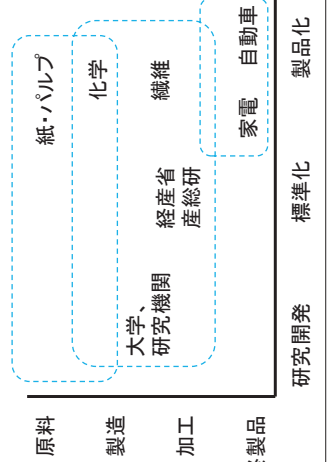 原料
紙・パルプ
製造
化学
大学、
研究機関
経産省
産総研
繊維
加工
製品
家電
自動車
研究開発
標準化
製品化